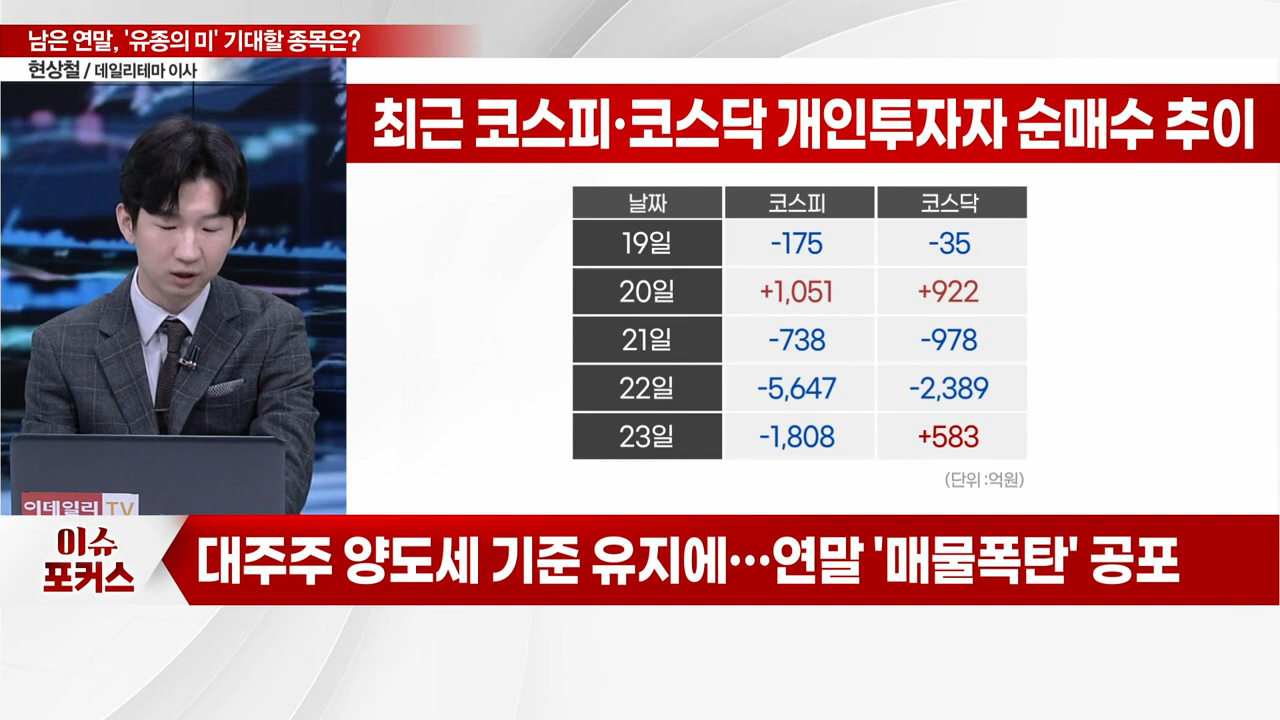 남은 연말, '유종의 미' 기대할 종목은?
현상철 / 데일리테마 이사
최근 코스피·코스닥 개인투자자 순매수 추이
날짜 코스피 코스닥
19일 -175 -35
20일 +1,051 +922
21일 -738 -978
22일 -5,647 -2,389
23일 -1,808 +583
(단위 :억원)
이데일리 TV
이슈
포커스
대주주 양도세 기준 유지에…연말 '매물폭탄' 공포